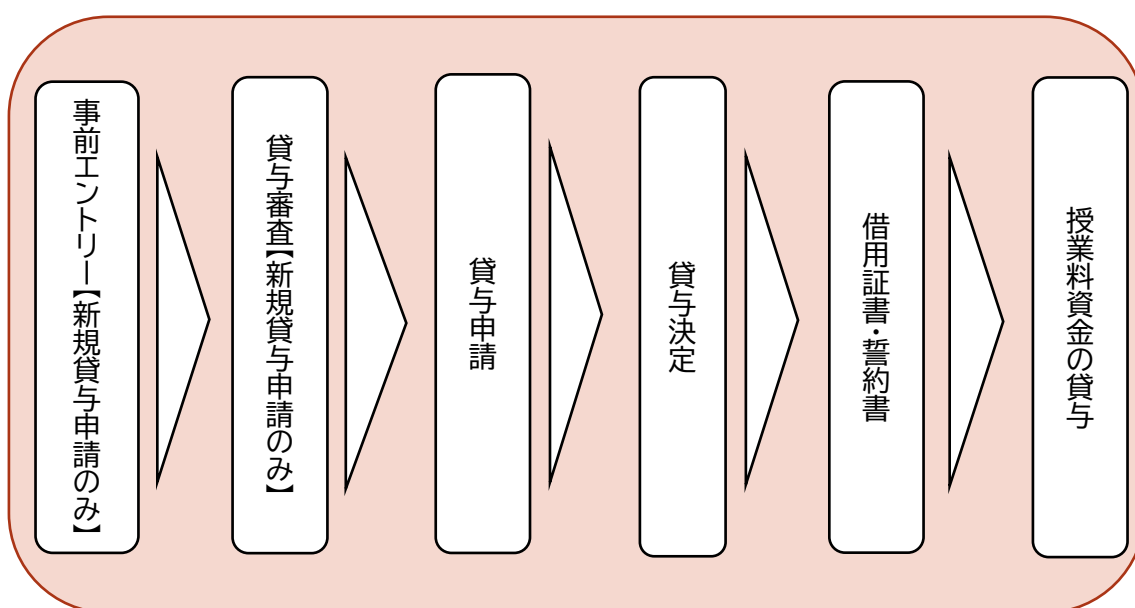 事前エントリー【新規貸与申請のみ】
貸与審査【新規貸与申請のみ】
貸与申請
貸与決定
借用証書・誓約書
授業料資金の貸与